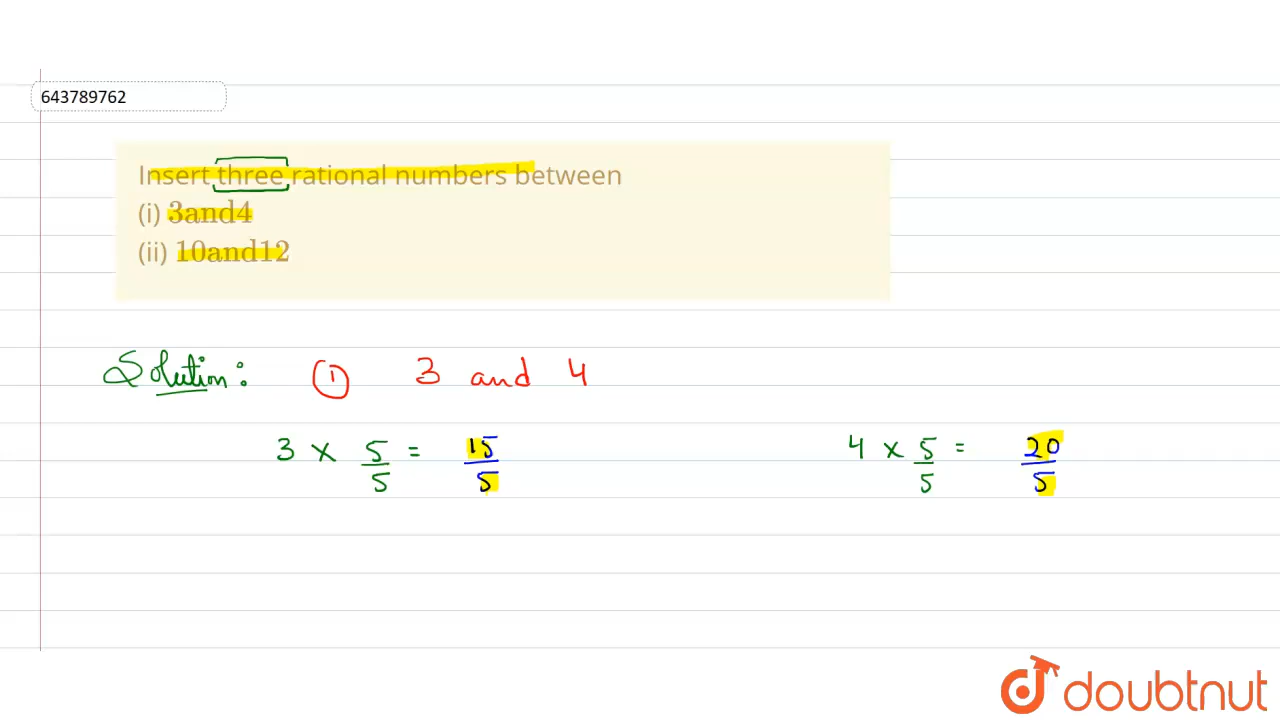 643789762
Insert three rational numbers between
(i) 3and4
(ii) 10and12
Solution: (1) 3 and 4
3 × 5/5 = 15/5 4 × 5/5 = 20/5
doubtnut